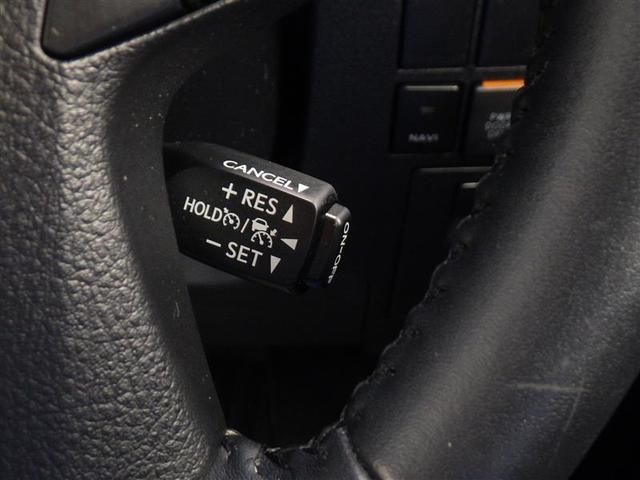 CANCEL▼
+ RES ▲
HOLD / ◀
− SET ▼
ON-OFF
NAVI